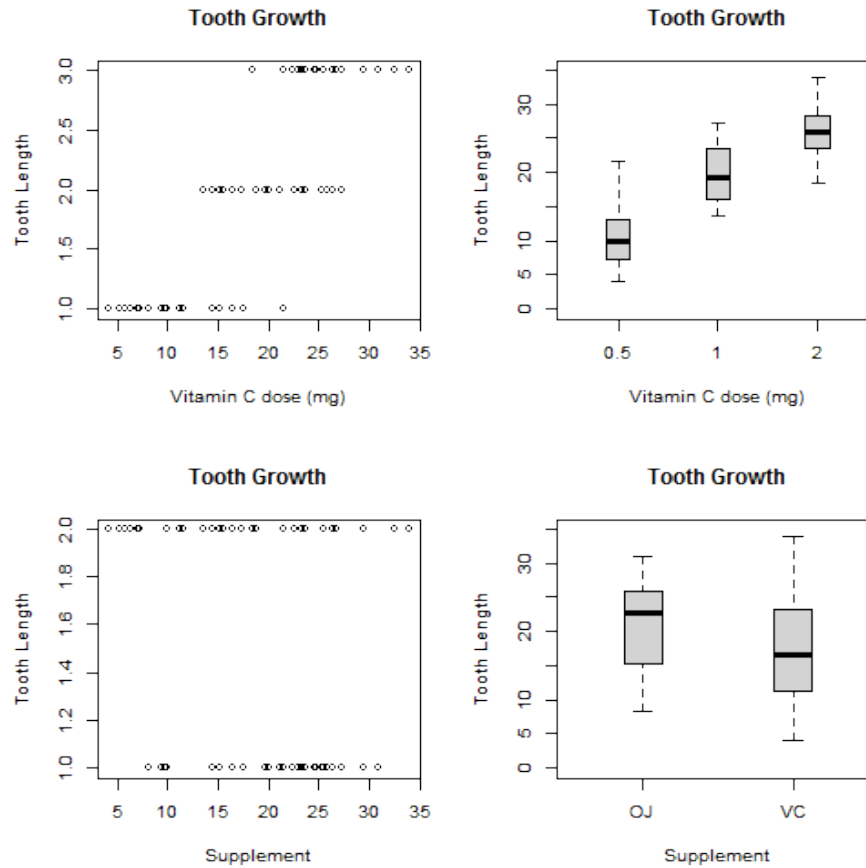 Tooth Growth
Tooth Length
3.0
2.5
2.0
1.5
1.0
5 10 15 20 25 30 35
Vitamin C dose (mg)
Tooth Growth
Tooth Length
30
20
10
5
0
0.5 1 2
Vitamin C dose (mg)
Tooth Growth
Tooth Length
2.0
1.8
1.6
1.4
1.2
1.0
5 10 15 20 25 30 35
Supplement
Tooth Growth
Tooth Length
30
20
10
5
0
OJ VC
Supplement